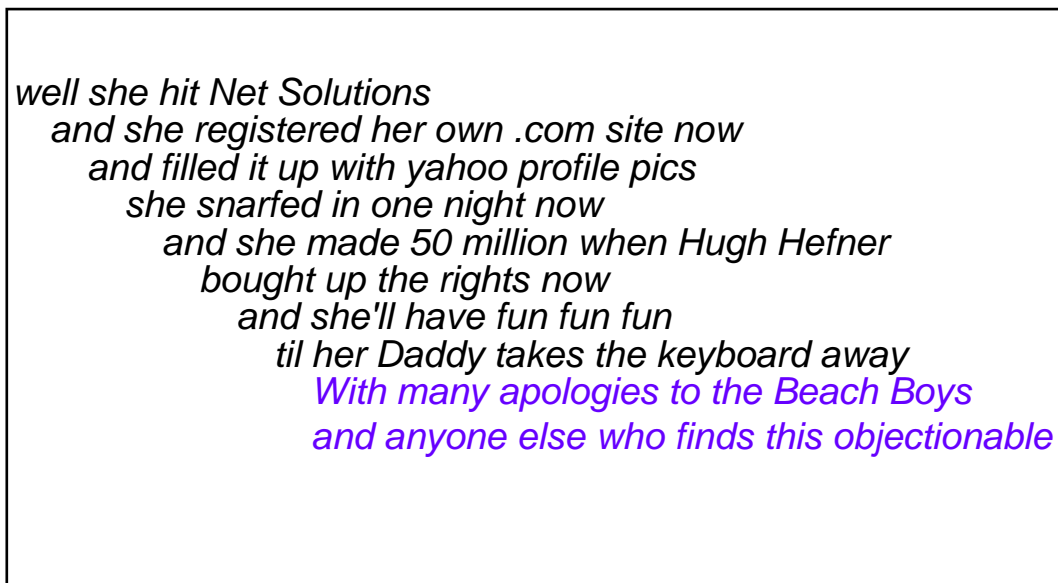 well she hit Net Solutions
and she registered her own .com site now
and filled it up with yahoo profile pics
she snarfed in one night now
and she made 50 million when Hugh Hefner
bought up the rights now
and she'll have fun fun fun
til her Daddy takes the keyboard away
With many apologies to the Beach Boys
and anyone else who finds this objectionable